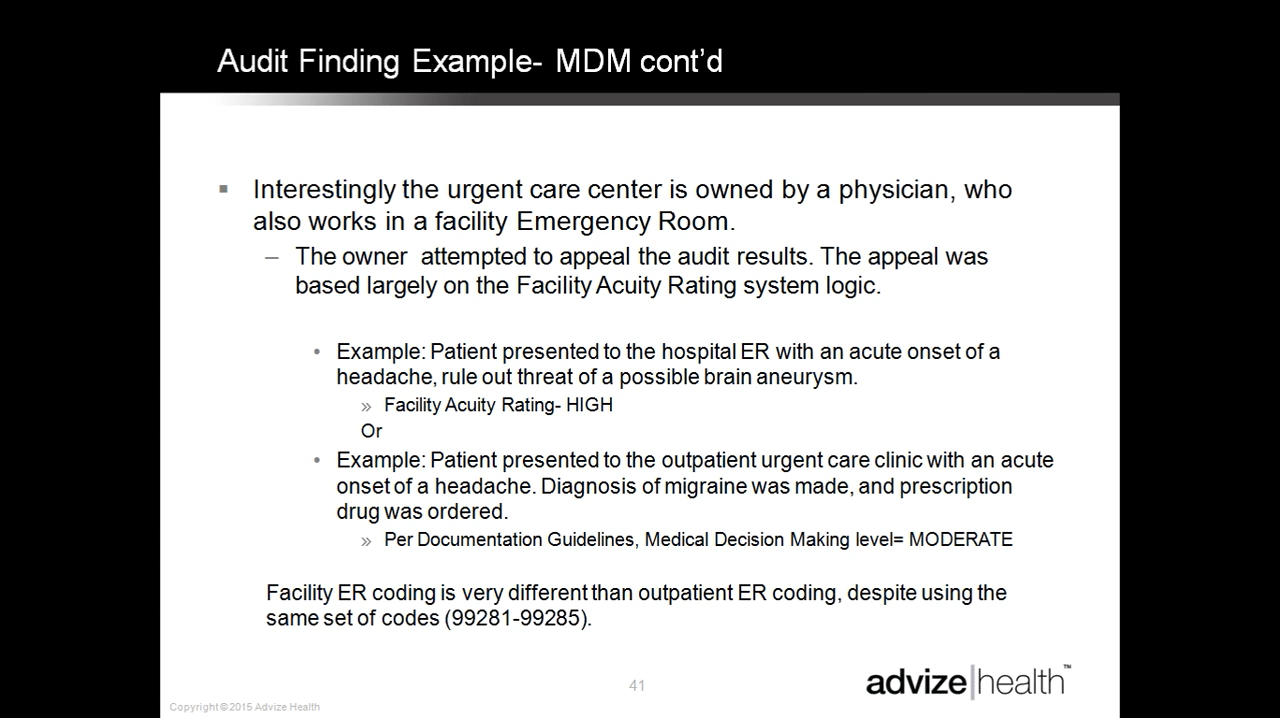 Audit Finding Example- MDM cont’d
▪ Interestingly the urgent care center is owned by a physician, who
also works in a facility Emergency Room.
– The owner attempted to appeal the audit results. The appeal was
based largely on the Facility Acuity Rating system logic.
• Example: Patient presented to the hospital ER with an acute onset of a
headache, rule out threat of a possible brain aneurysm.
» Facility Acuity Rating- HIGH
Or
• Example: Patient presented to the outpatient urgent care clinic with an acute
onset of a headache. Diagnosis of migraine was made, and prescription
drug was ordered.
» Per Documentation Guidelines, Medical Decision Making level= MODERATE
Facility ER coding is very different than outpatient ER coding, despite using the
same set of codes (99281-99285).
41
advize|health™
Copyright©2015 Advize Health